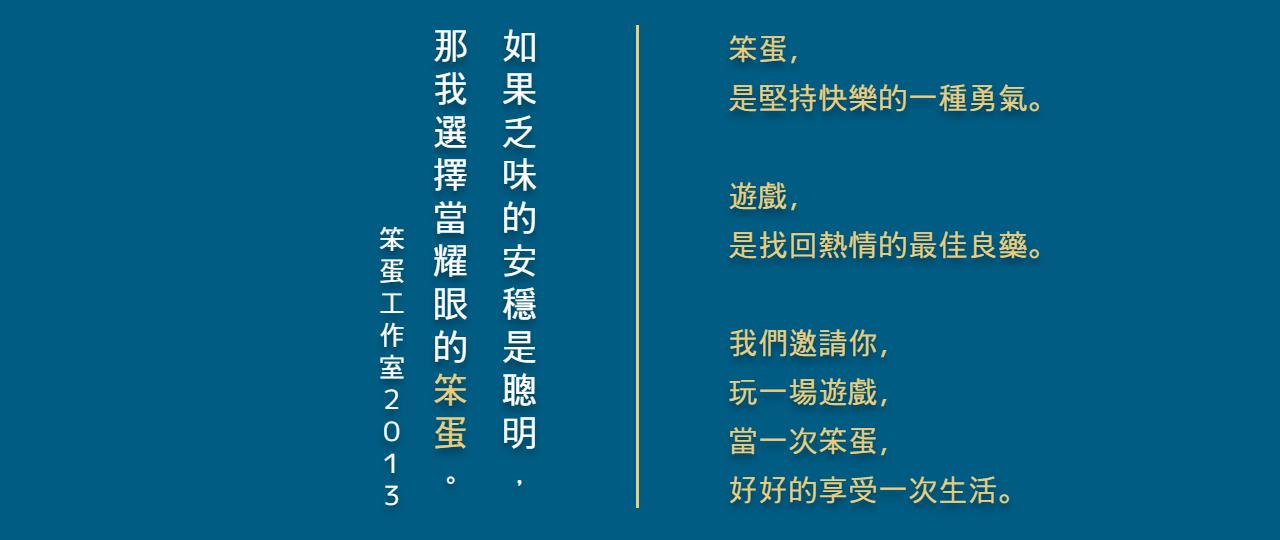 如果乏味的安穩是聰明，
那我選擇當耀眼的笨蛋。
笨蛋工作室2013
笨蛋，
是堅持快樂的一種勇氣。
遊戲，
是找回熱情的最佳良藥。
我們邀請你，
玩一場遊戲，
當一次笨蛋，
好好的享受一次生活。